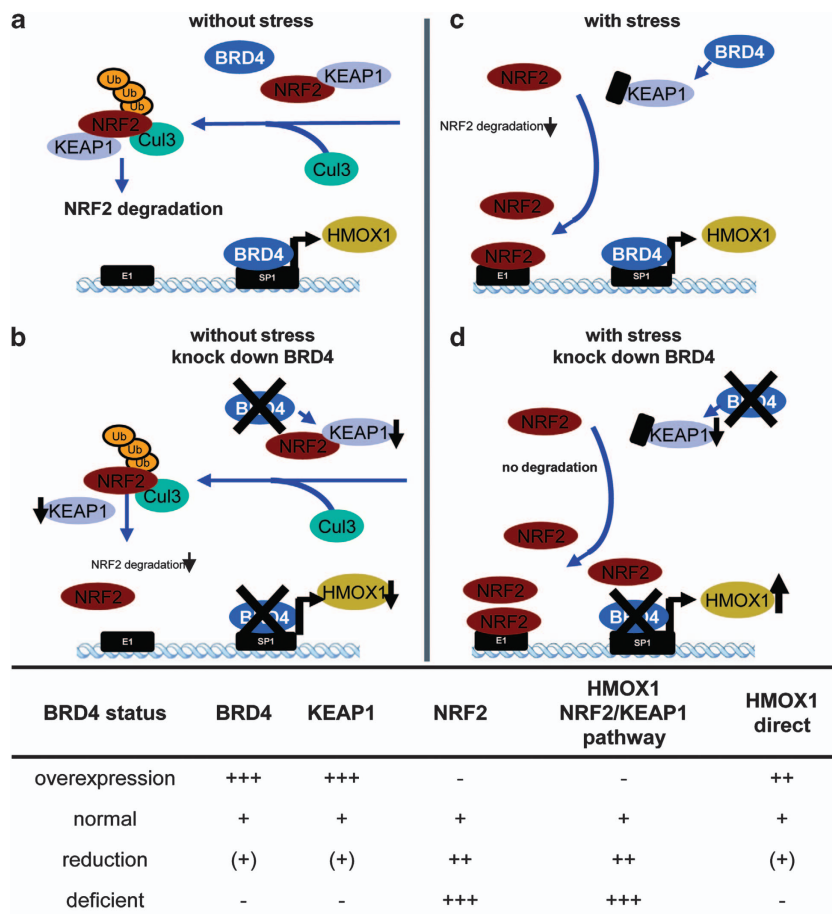 a
without stress
BRD4
KEAP1
NRF2
Ub
Ub
Ub
NRF2
KEAP1
Cul3
Cul3
NRF2 degradation
HMOX1
BRD4
E1
SP1
c
with stress
BRD4
NRF2
KEAP1
NRF2 degradation
NRF2
NRF2
HMOX1
BRD4
E1
SP1
b
without stress
knock down BRD4
BRD4
KEAP1
NRF2
Ub
Ub
Ub
NRF2
Cul3
KEAP1
Cul3
NRF2 degradation
NRF2
HMOX1
BRD4
E1
SP1
d
with stress
knock down BRD4
BRD4
NRF2
KEAP1
no degradation
NRF2
NRF2
NRF2
NRF2
HMOX1
BRD4
E1
SP1
BRD4 status BRD4 KEAP1 NRF2 HMOX1 NRF2/KEAP1 pathway HMOX1 direct
overexpression +++ +++ - - ++
normal + + + + +
reduction (+) (+) ++ ++ (+)
deficient - - +++ +++ -